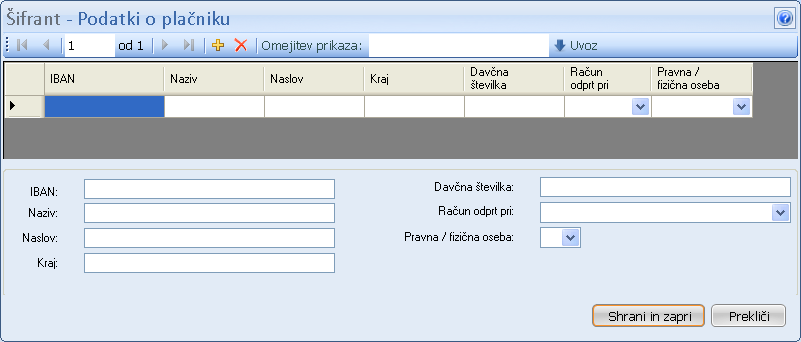 Šifrant - Podatki o plačniku
1 od 1 Omejitev prikaza: Uvoz
IBAN Naziv Naslov Kraj Davčna številka Račun odprt pri Pravna / fizična oseba
IBAN: Davčna številka:
Naziv: Račun odprt pri:
Naslov: Pravna / fizična oseba:
Kraj:
Shrani in zapri Prekliči